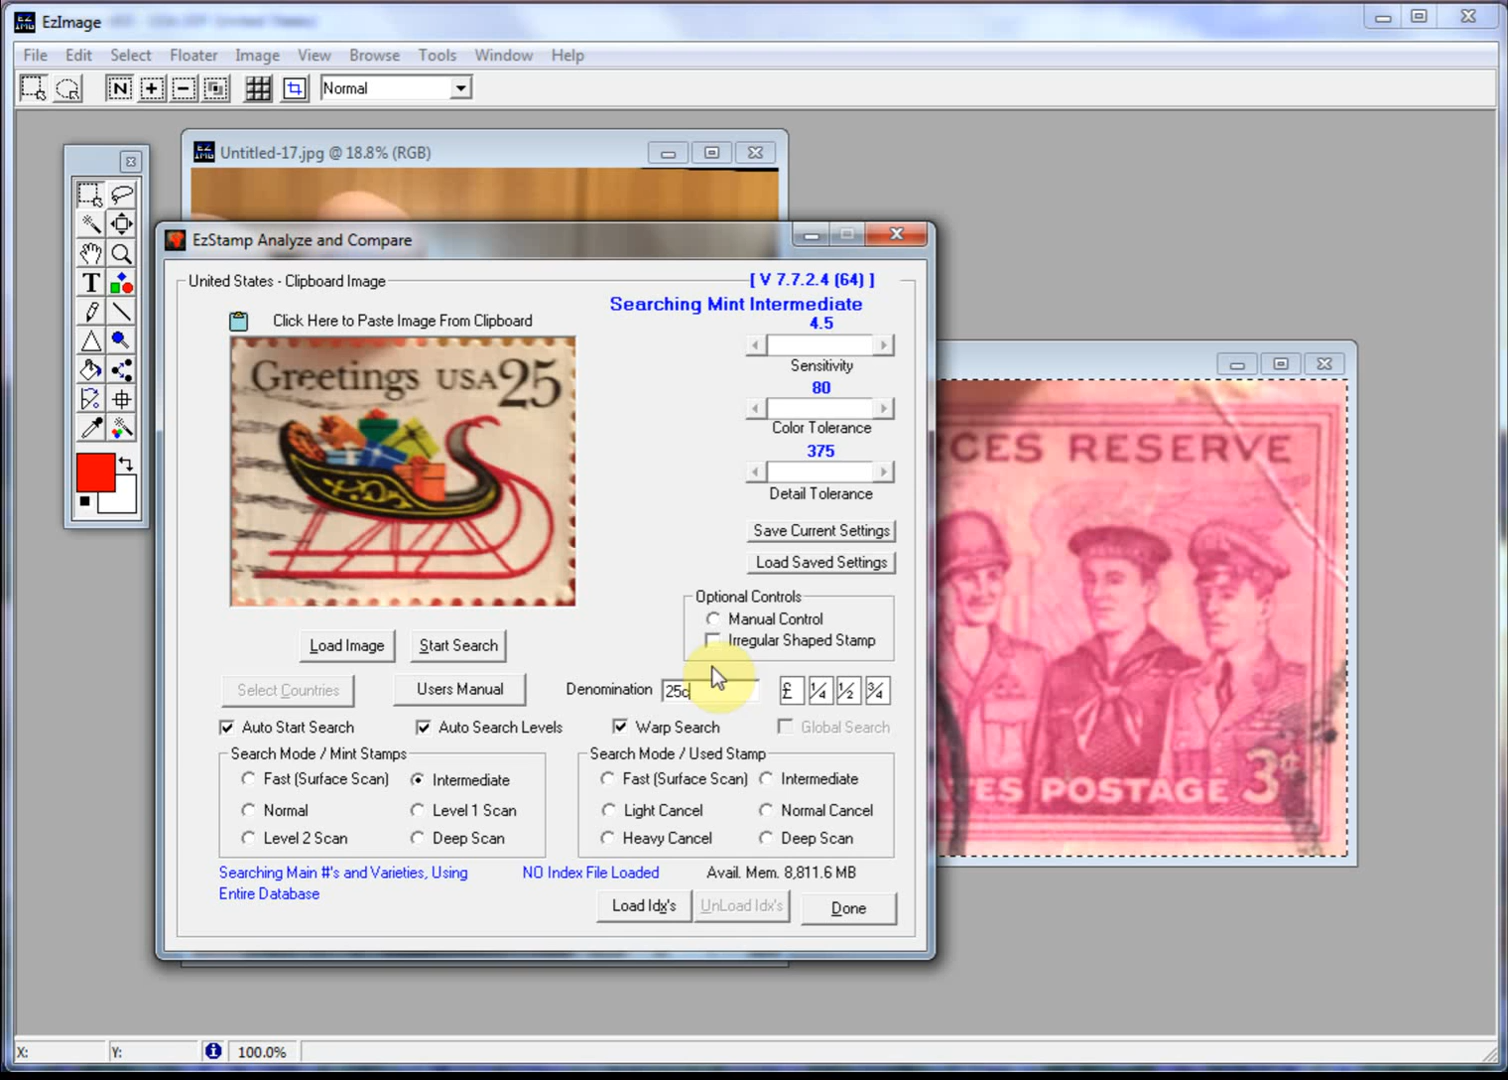 EzImage
File Edit Select Floater Image View Browse Tools Window Help
N Normal
Untitled-17.jpg @ 18.8% (RGB)
EzStamp Analyze and Compare
United States - Clipboard Image
[ V 7.7.2.4 (64) ]
Searching Mint Intermediate
Click Here to Paste Image From Clipboard
4.5
Sensitivity
80
Color Tolerance
375
Detail Tolerance
Greetings USA 25
Save Current Settings
Load Saved Settings
Optional Controls
Manual Control
Irregular Shaped Stamp
Load Image Start Search
Select Countries Users Manual Denomination 25c £ 1/4 1/2 3/4
Auto Start Search Auto Search Levels Warp Search Global Search
Search Mode / Mint Stamps
Fast (Surface Scan) Intermediate
Normal Level 1 Scan
Level 2 Scan Deep Scan
Search Mode / Used Stamp
Fast (Surface Scan) Intermediate
Light Cancel Normal Cancel
Heavy Cancel Deep Scan
Searching Main #'s and Varieties, Using
Entire Database
NO Index File Loaded
Avail. Mem. 8,811.6 MB
Load Idx's UnLoad Idx's Done
CES RESERVE
TES POSTAGE 3¢
X: Y: 100.0%